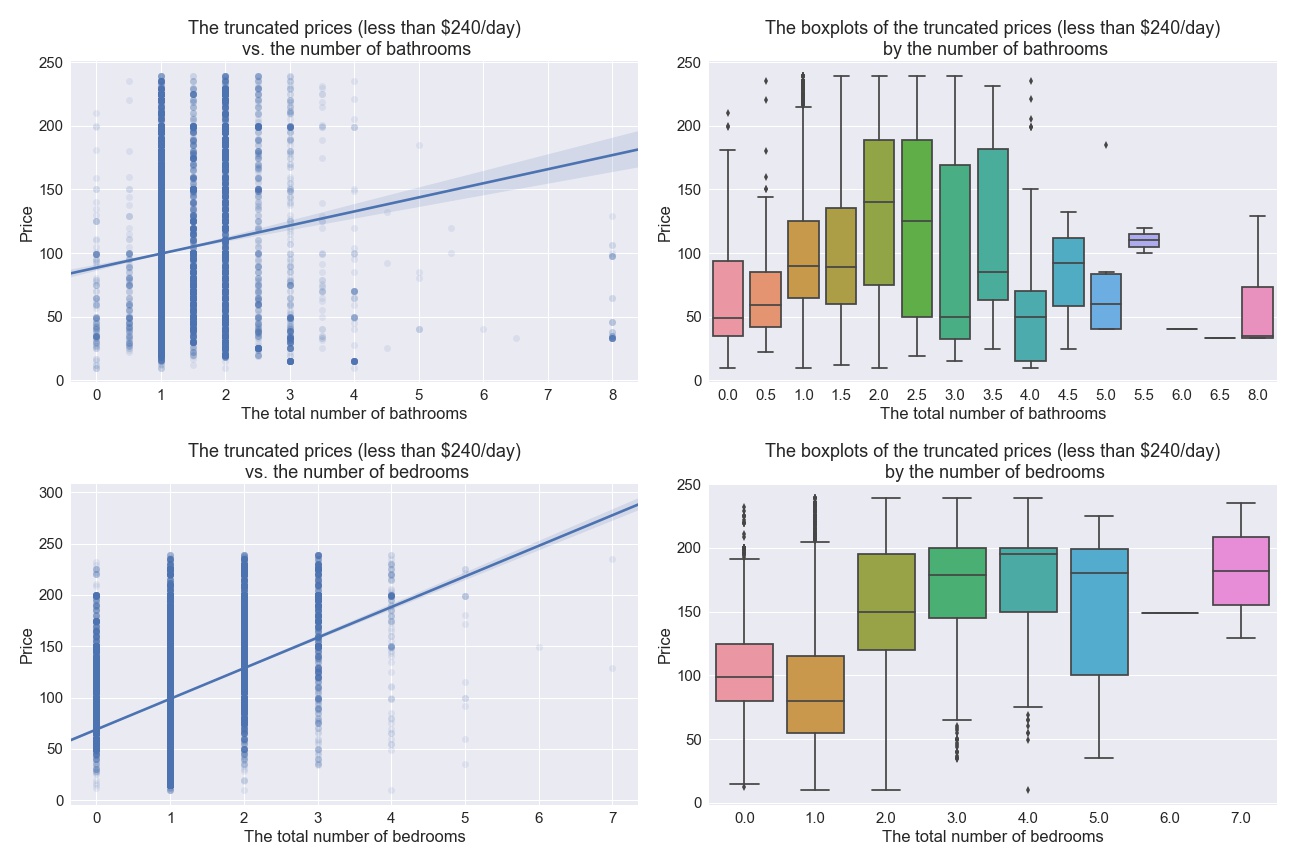 The truncated prices (less than $240/day)
vs. the number of bathrooms
250
200
150
100
50
0
Price
0 1 2 3 4 5 6 7 8
The total number of bathrooms
The boxplots of the truncated prices (less than $240/day)
by the number of bathrooms
250
200
150
100
50
0
Price
0.0 0.5 1.0 1.5 2.0 2.5 3.0 3.5 4.0 4.5 5.0 5.5 6.0 6.5 8.0
The total number of bathrooms
The truncated prices (less than $240/day)
vs. the number of bedrooms
300
250
200
150
100
50
0
Price
0 1 2 3 4 5 6 7
The total number of bedrooms
The boxplots of the truncated prices (less than $240/day)
by the number of bedrooms
250
200
150
100
50
0
Price
0.0 1.0 2.0 3.0 4.0 5.0 6.0 7.0
The total number of bedrooms